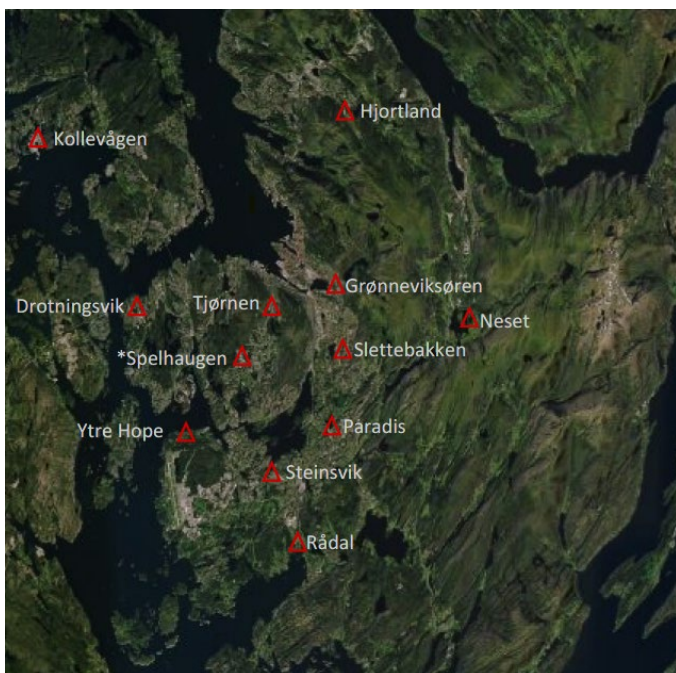 Hjortland
Kollevågen
Grønneviksøren
Drotningsvik
Tjørnen
Neset
Slettebakken
*Spelhaugen
Paradis
Ytre Hope
Steinsvik
Rådal